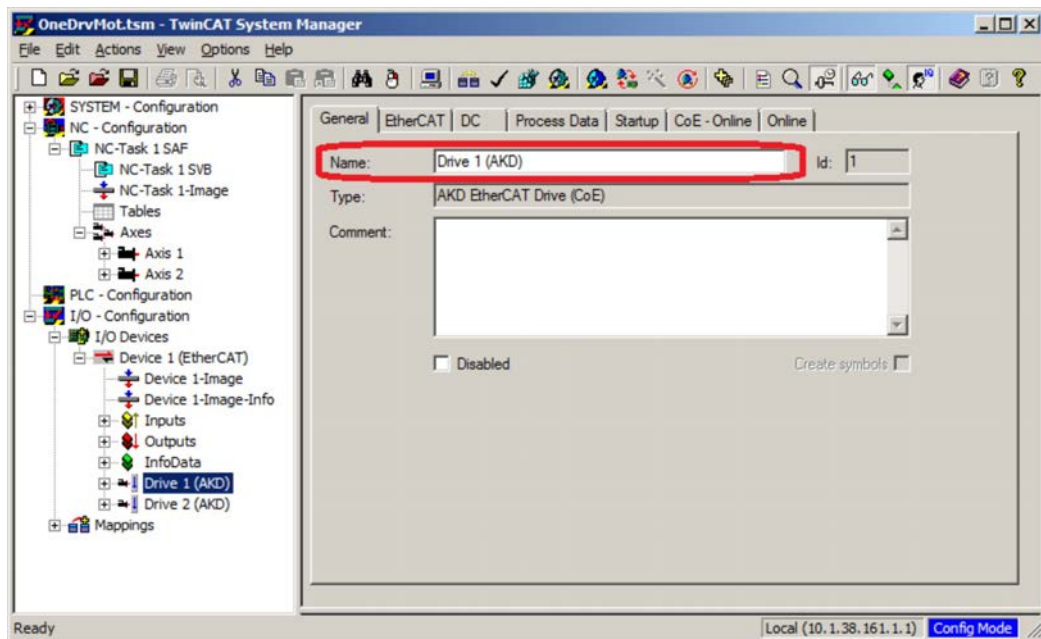 OneDrvMot.tsm - TwinCAT System Manager
File Edit Actions View Options Help
SYSTEM - Configuration
NC - Configuration
NC-Task 1 SAF
NC-Task 1 SVB
NC-Task 1-Image
Tables
Axes
Axis 1
Axis 2
PLC - Configuration
I/O - Configuration
I/O Devices
Device 1 (EtherCAT)
Device 1-Image
Device 1-Image-Info
Inputs
Outputs
InfoData
Drive 1 (AKD)
Drive 2 (AKD)
Mappings
General EtherCAT DC Process Data Startup CoE - Online Online
Name: Drive 1 (AKD) Id: 1
Type: AKD EtherCAT Drive (CoE)
Comment:
Disabled Create symbols
Ready Local (10.1.38.161.1.1) Config Mode